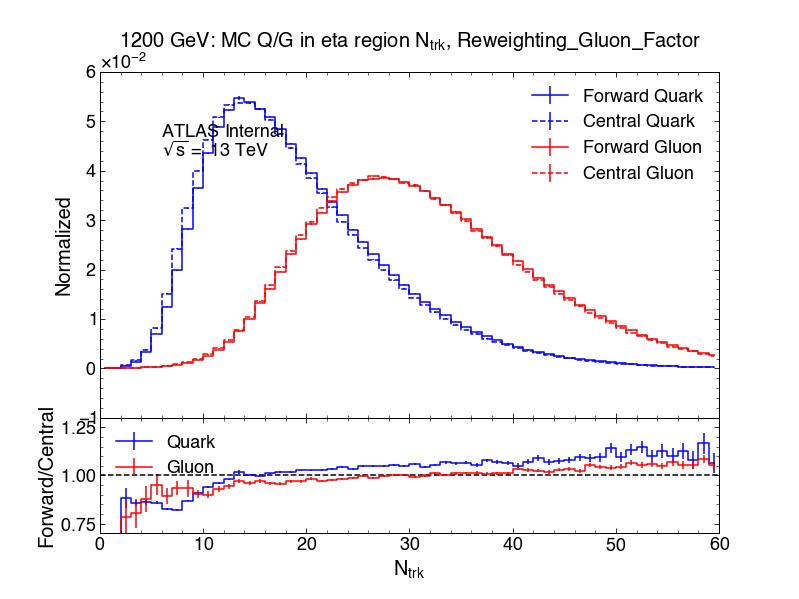 1200 GeV: MC Q/G in eta region N_trk, Reweighting_Gluon_Factor
×10⁻²
6
5
4
3
2
1
0
−1
Normalized
ATLAS Internal
√s = 13 TeV
Forward Quark
Central Quark
Forward Gluon
Central Gluon
1.25
1.00
0.75
Forward/Central
Quark
Gluon
0 10 20 30 40 50 60
N_trk